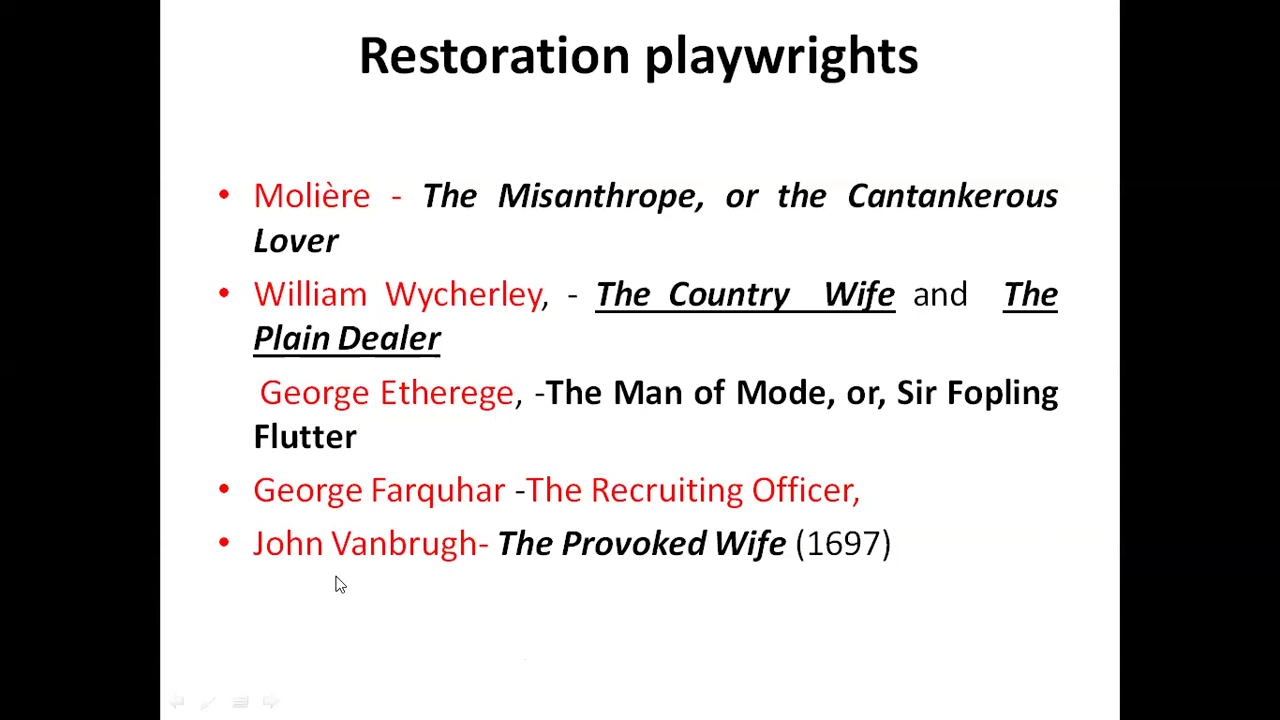 Restoration playwrights
• Molière - The Misanthrope, or the Cantankerous
Lover
• William Wycherley, - The Country Wife and The
Plain Dealer
George Etherege, -The Man of Mode, or, Sir Fopling
Flutter
• George Farquhar -The Recruiting Officer,
• John Vanbrugh- The Provoked Wife (1697)